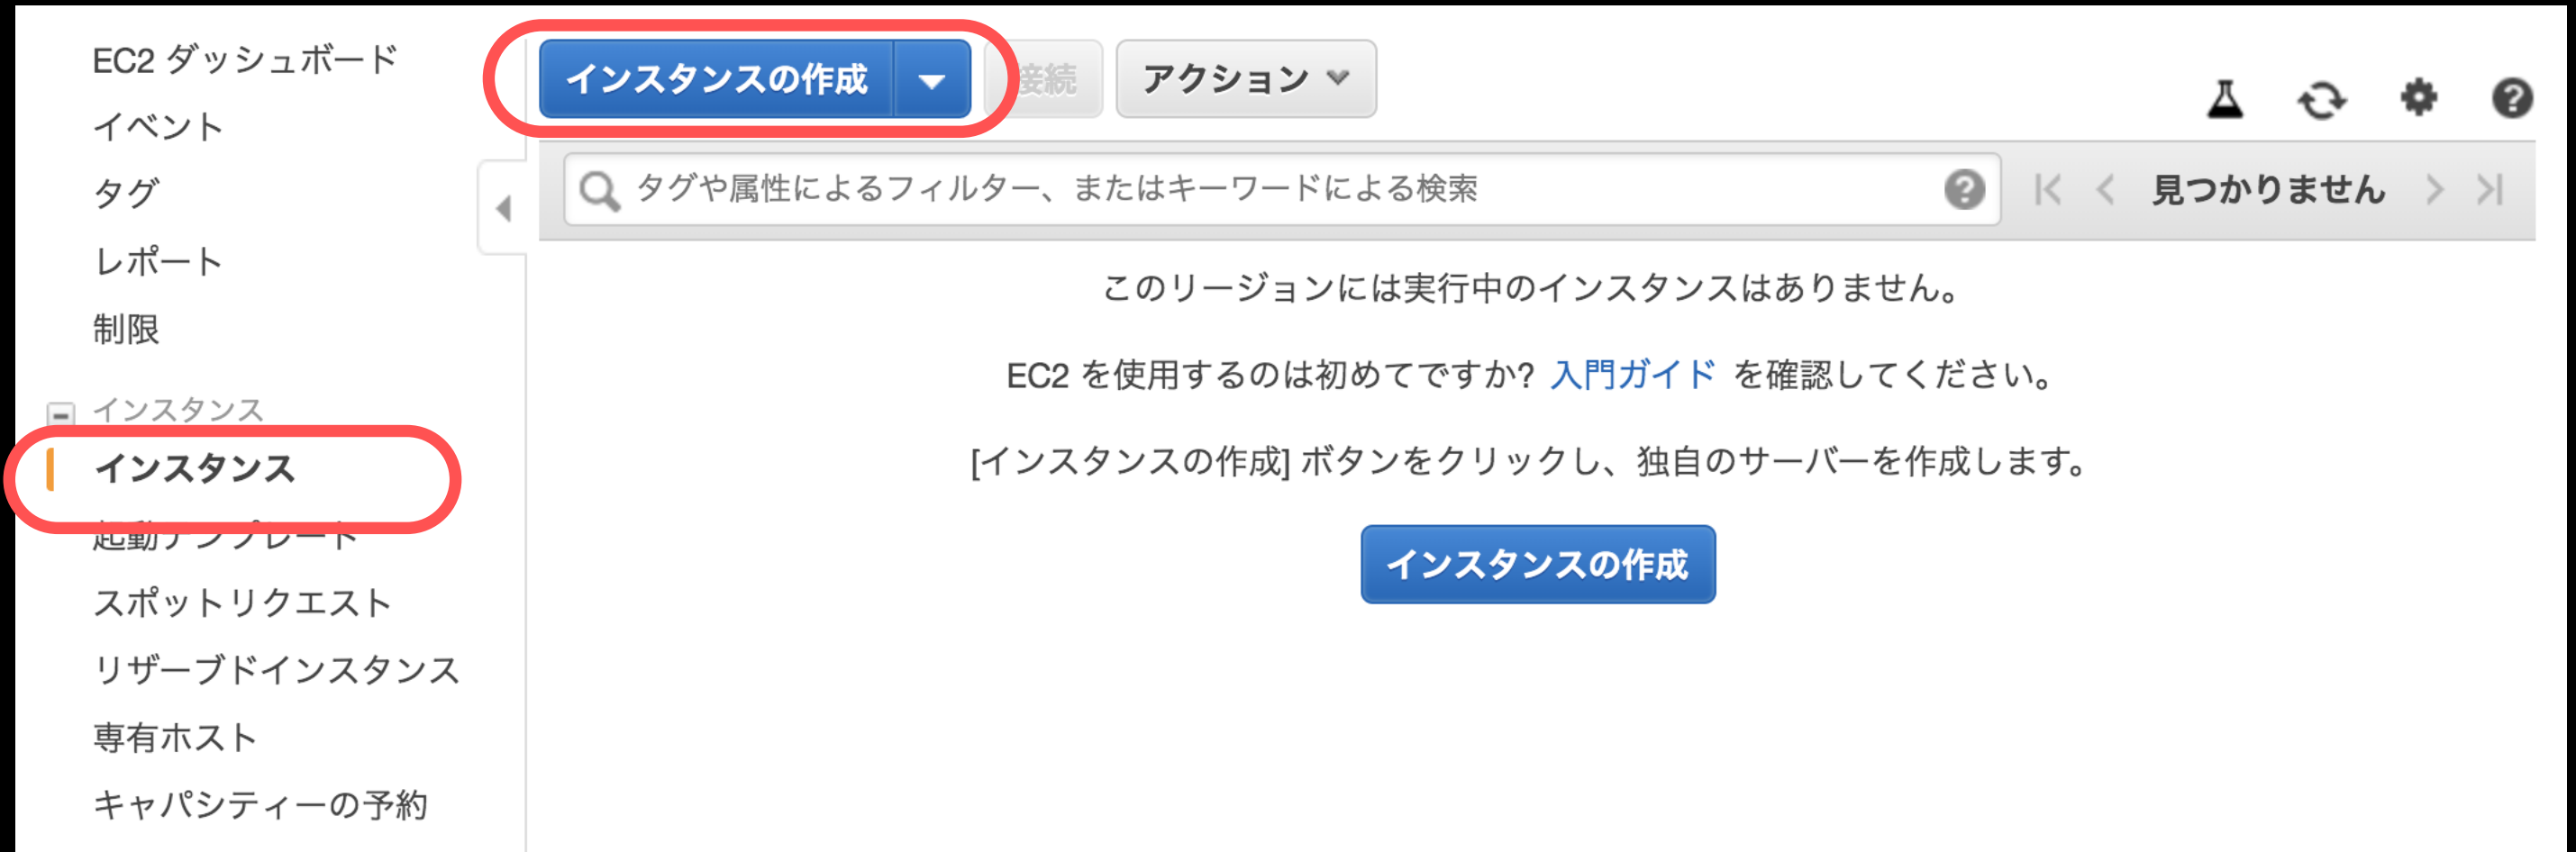 EC2 ダッシュボード
イベント
タグ
レポート
制限
インスタンス
インスタンス
起動テンプレート
スポットリクエスト
リザーブドインスタンス
専有ホスト
キャパシティーの予約
インスタンスの作成
接続
アクション
タグや属性によるフィルター、またはキーワードによる検索
見つかりません
このリージョンには実行中のインスタンスはありません。
EC2 を使用するのは初めてですか? 入門ガイド を確認してください。
[インスタンスの作成] ボタンをクリックし、独自のサーバーを作成します。
インスタンスの作成